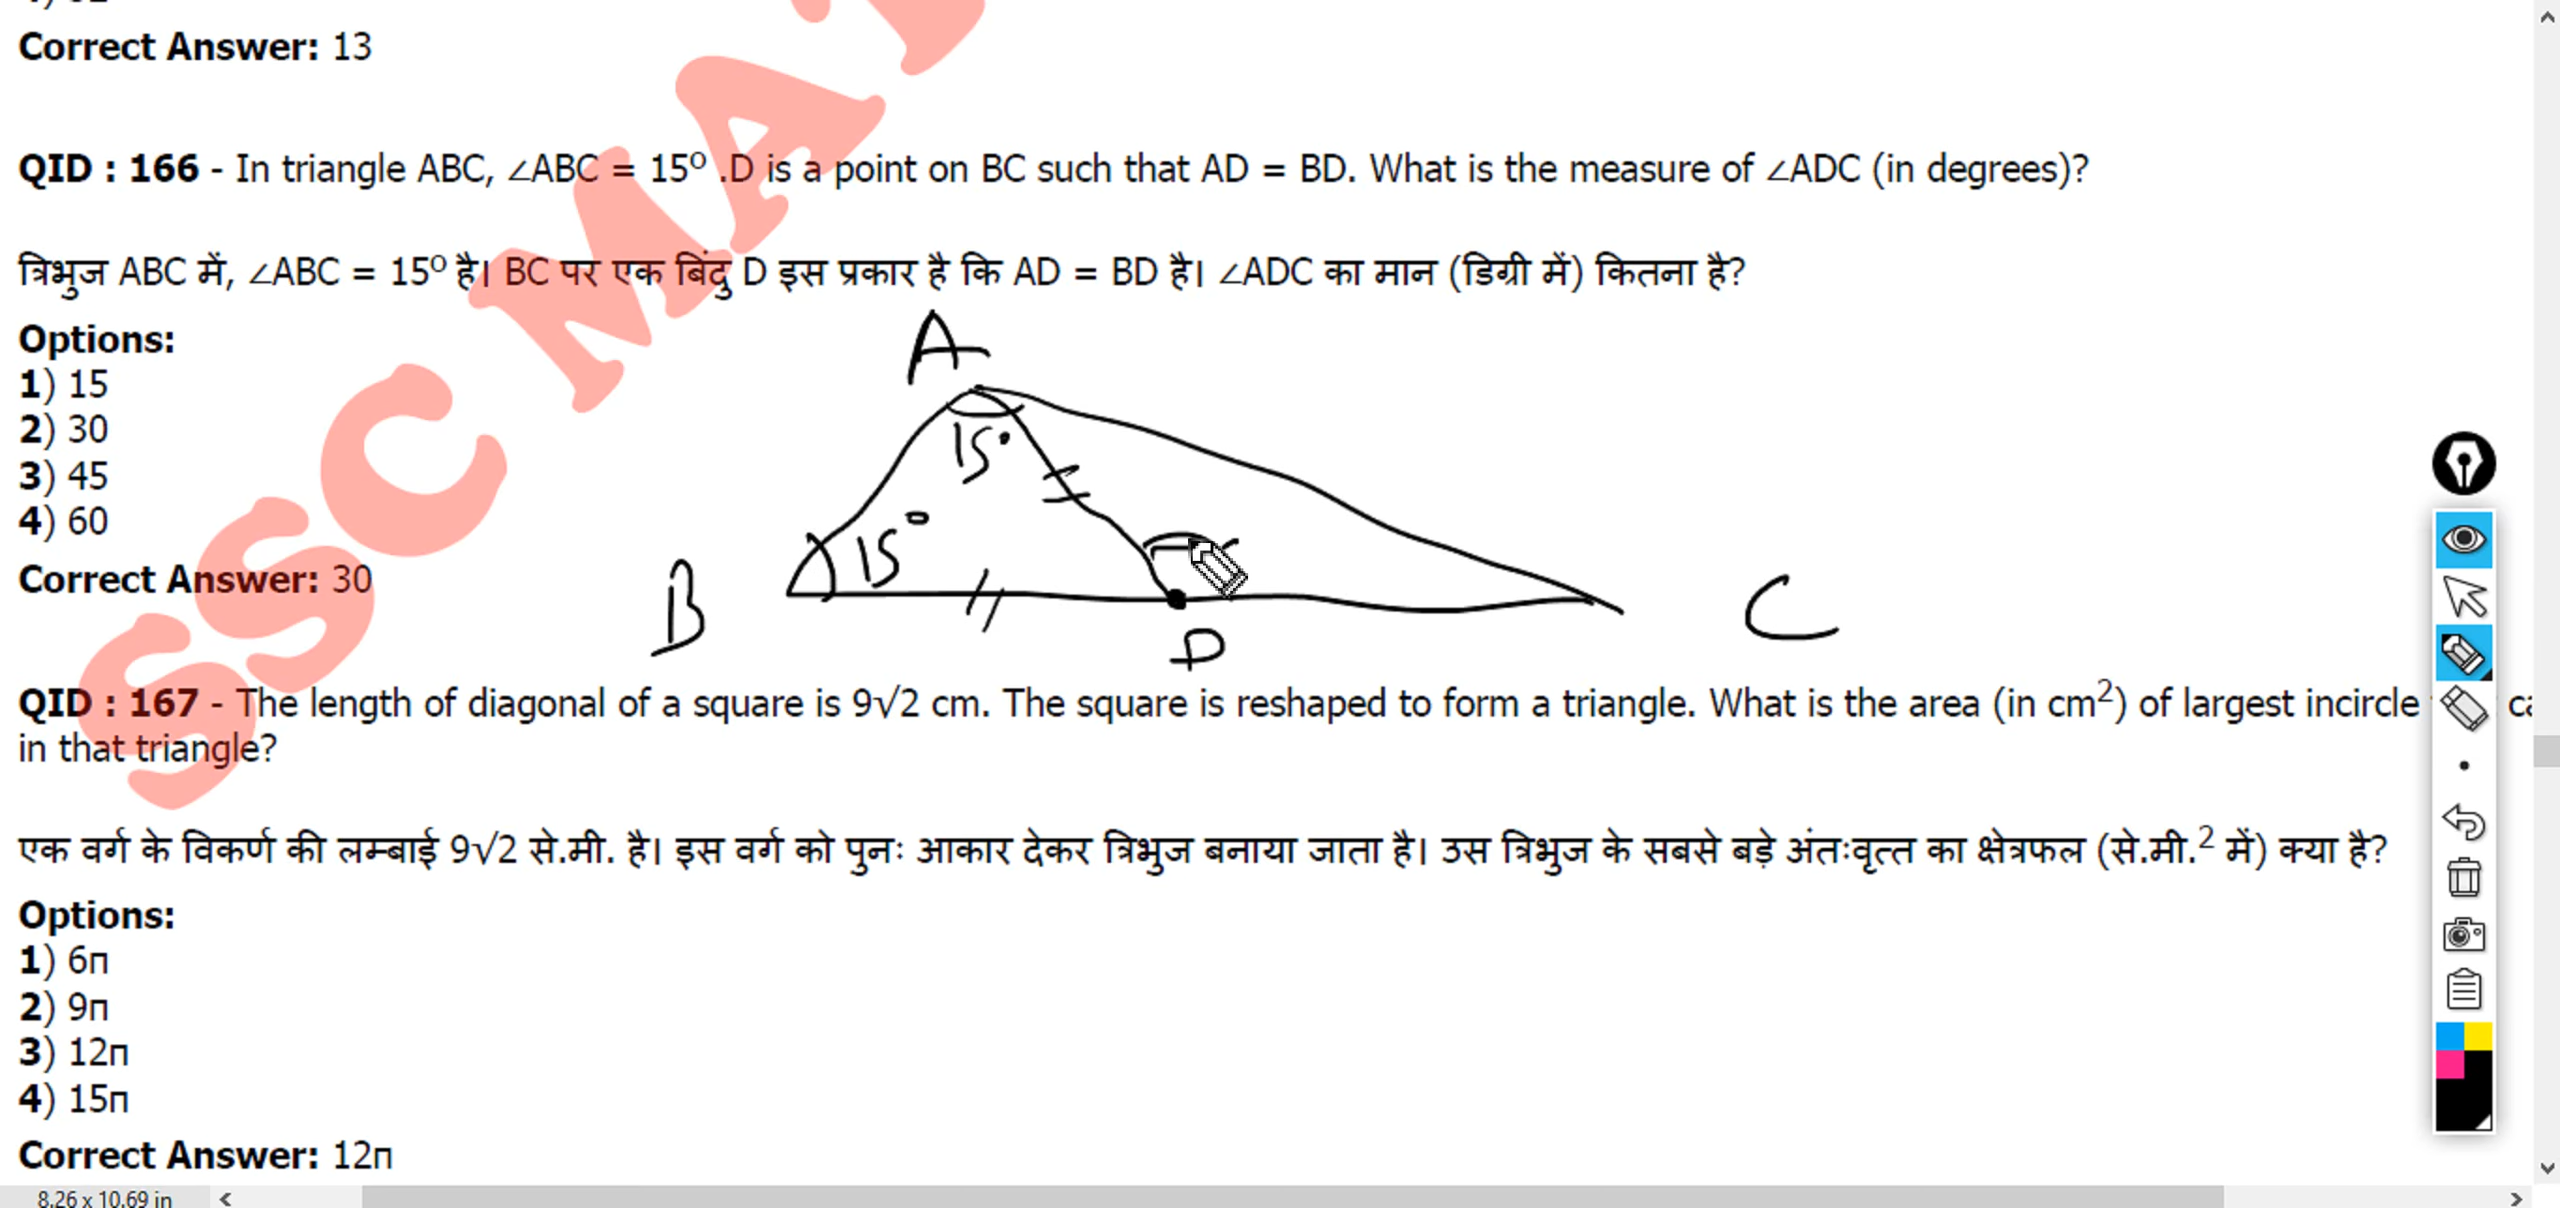 Correct Answer: 13
QID : 166 - In triangle ABC, ∠ABC = 15⁰ .D is a point on BC such that AD = BD. What is the measure of ∠ADC (in degrees)?
त्रिभुज ABC में, ∠ABC = 15⁰ है। BC पर एक बिंदु D इस प्रकार है कि AD = BD है। ∠ADC का मान (डिग्री में) कितना है?
Options:
1) 15
2) 30
3) 45
4) 60
Correct Answer: 30
A
15°
15°
B
D
C
QID : 167 - The length of diagonal of a square is 9√2 cm. The square is reshaped to form a triangle. What is the area (in cm²) of largest incircle
in that triangle?
एक वर्ग के विकर्ण की लम्बाई 9√2 से.मी. है। इस वर्ग को पुनः आकार देकर त्रिभुज बनाया जाता है। उस त्रिभुज के सबसे बड़े अंतःवृत्त का क्षेत्रफल (से.मी.² में) क्या है?
Options:
1) 6π
2) 9π
3) 12π
4) 15π
Correct Answer: 12π
8.26 x 10.69 in
SSC MA